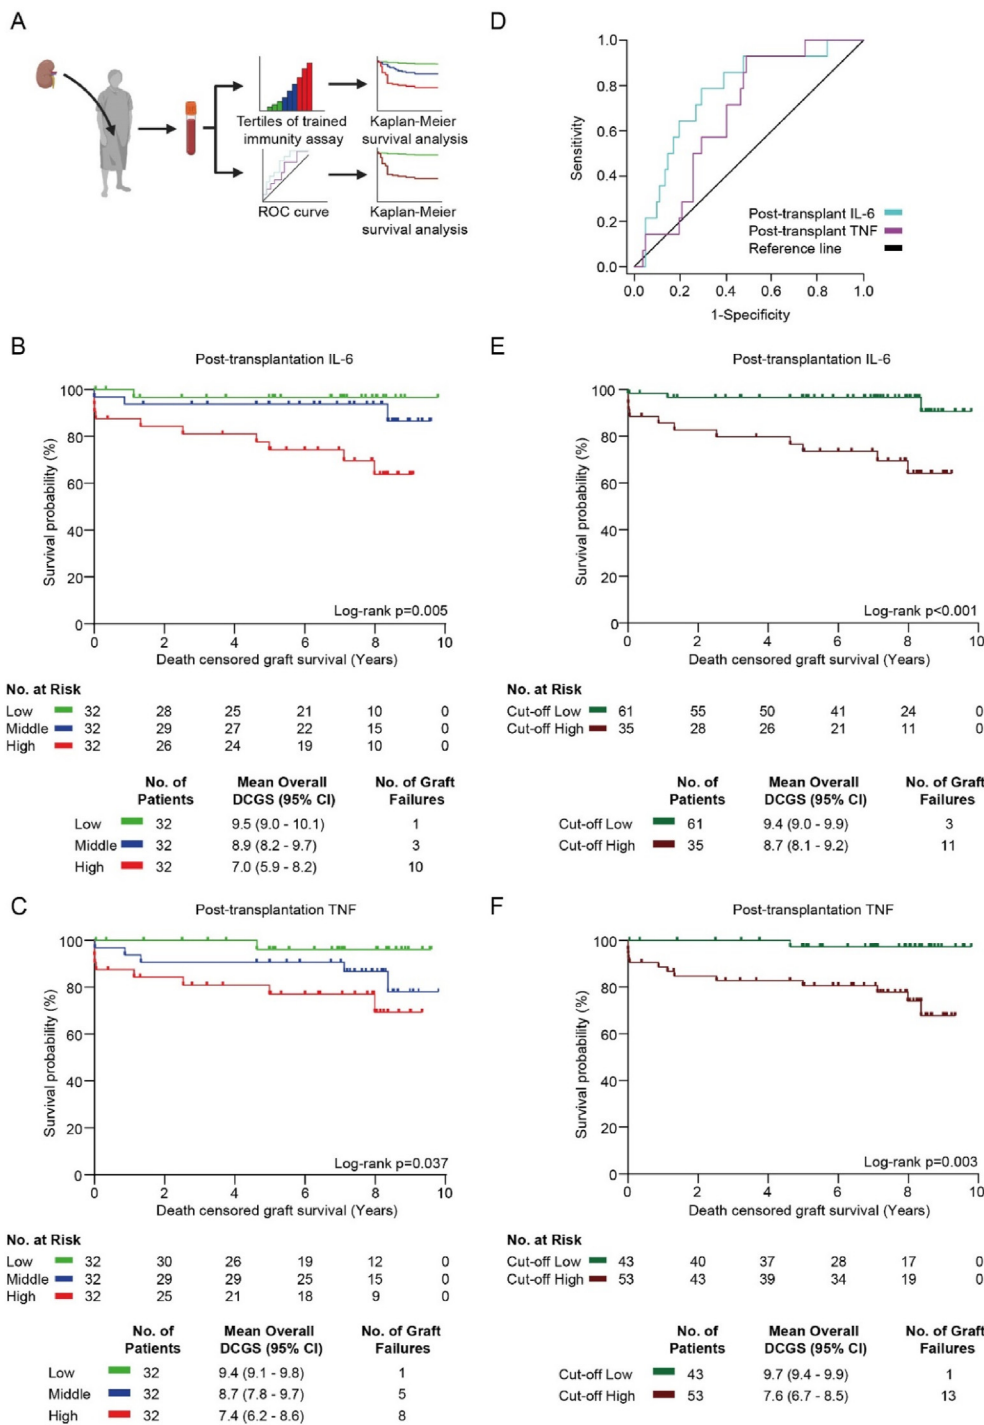 A
Tertiles of trained
immunity assay
Kaplan-Meier
survival analysis
ROC curve
Kaplan-Meier
survival analysis
D
Sensitivity
1.0
0.8
0.6
0.4
0.2
0.0
Post-transplant IL-6
Post-transplant TNF
Reference line
0.0 0.2 0.4 0.6 0.8 1.0
1-Specificity
B
Post-transplantation IL-6
Survival probability (%)
100
80
60
40
20
0
Log-rank p=0.005
0 2 4 6 8 10
Death censored graft survival (Years)
No. at Risk
Low 32 28 25 21 10 0
Middle 32 29 27 22 15 0
High 32 26 24 19 10 0
No. of Mean Overall No. of Graft
Patients DCGS (95% CI) Failures
Low 32 9.5 (9.0 - 10.1) 1
Middle 32 8.9 (8.2 - 9.7) 3
High 32 7.0 (5.9 - 8.2) 10
E
Post-transplantation IL-6
Survival probability (%)
100
80
60
40
20
0
Log-rank p<0.001
0 2 4 6 8 10
Death censored graft survival (Years)
No. at Risk
Cut-off Low 61 55 50 41 24 0
Cut-off High 35 28 26 21 11 0
No. of Mean Overall No. of Graft
Patients DCGS (95% CI) Failures
Cut-off Low 61 9.4 (9.0 - 9.9) 3
Cut-off High 35 8.7 (8.1 - 9.2) 11
C
Post-transplantation TNF
Survival probability (%)
100
80
60
40
20
0
Log-rank p=0.037
0 2 4 6 8 10
Death censored graft survival (Years)
No. at Risk
Low 32 30 26 19 12 0
Middle 32 29 29 25 15 0
High 32 25 21 18 9 0
No. of Mean Overall No. of Graft
Patients DCGS (95% CI) Failures
Low 32 9.4 (9.1 - 9.8) 1
Middle 32 8.7 (7.8 - 9.7) 5
High 32 7.4 (6.2 - 8.6) 8
F
Post-transplantation TNF
Survival probability (%)
100
80
60
40
20
0
Log-rank p=0.003
0 2 4 6 8 10
Death censored graft survival (Years)
No. at Risk
Cut-off Low 43 40 37 28 17 0
Cut-off High 53 43 39 34 19 0
No. of Mean Overall No. of Graft
Patients DCGS (95% CI) Failures
Cut-off Low 43 9.7 (9.4 - 9.9) 1
Cut-off High 53 7.6 (6.7 - 8.5) 13